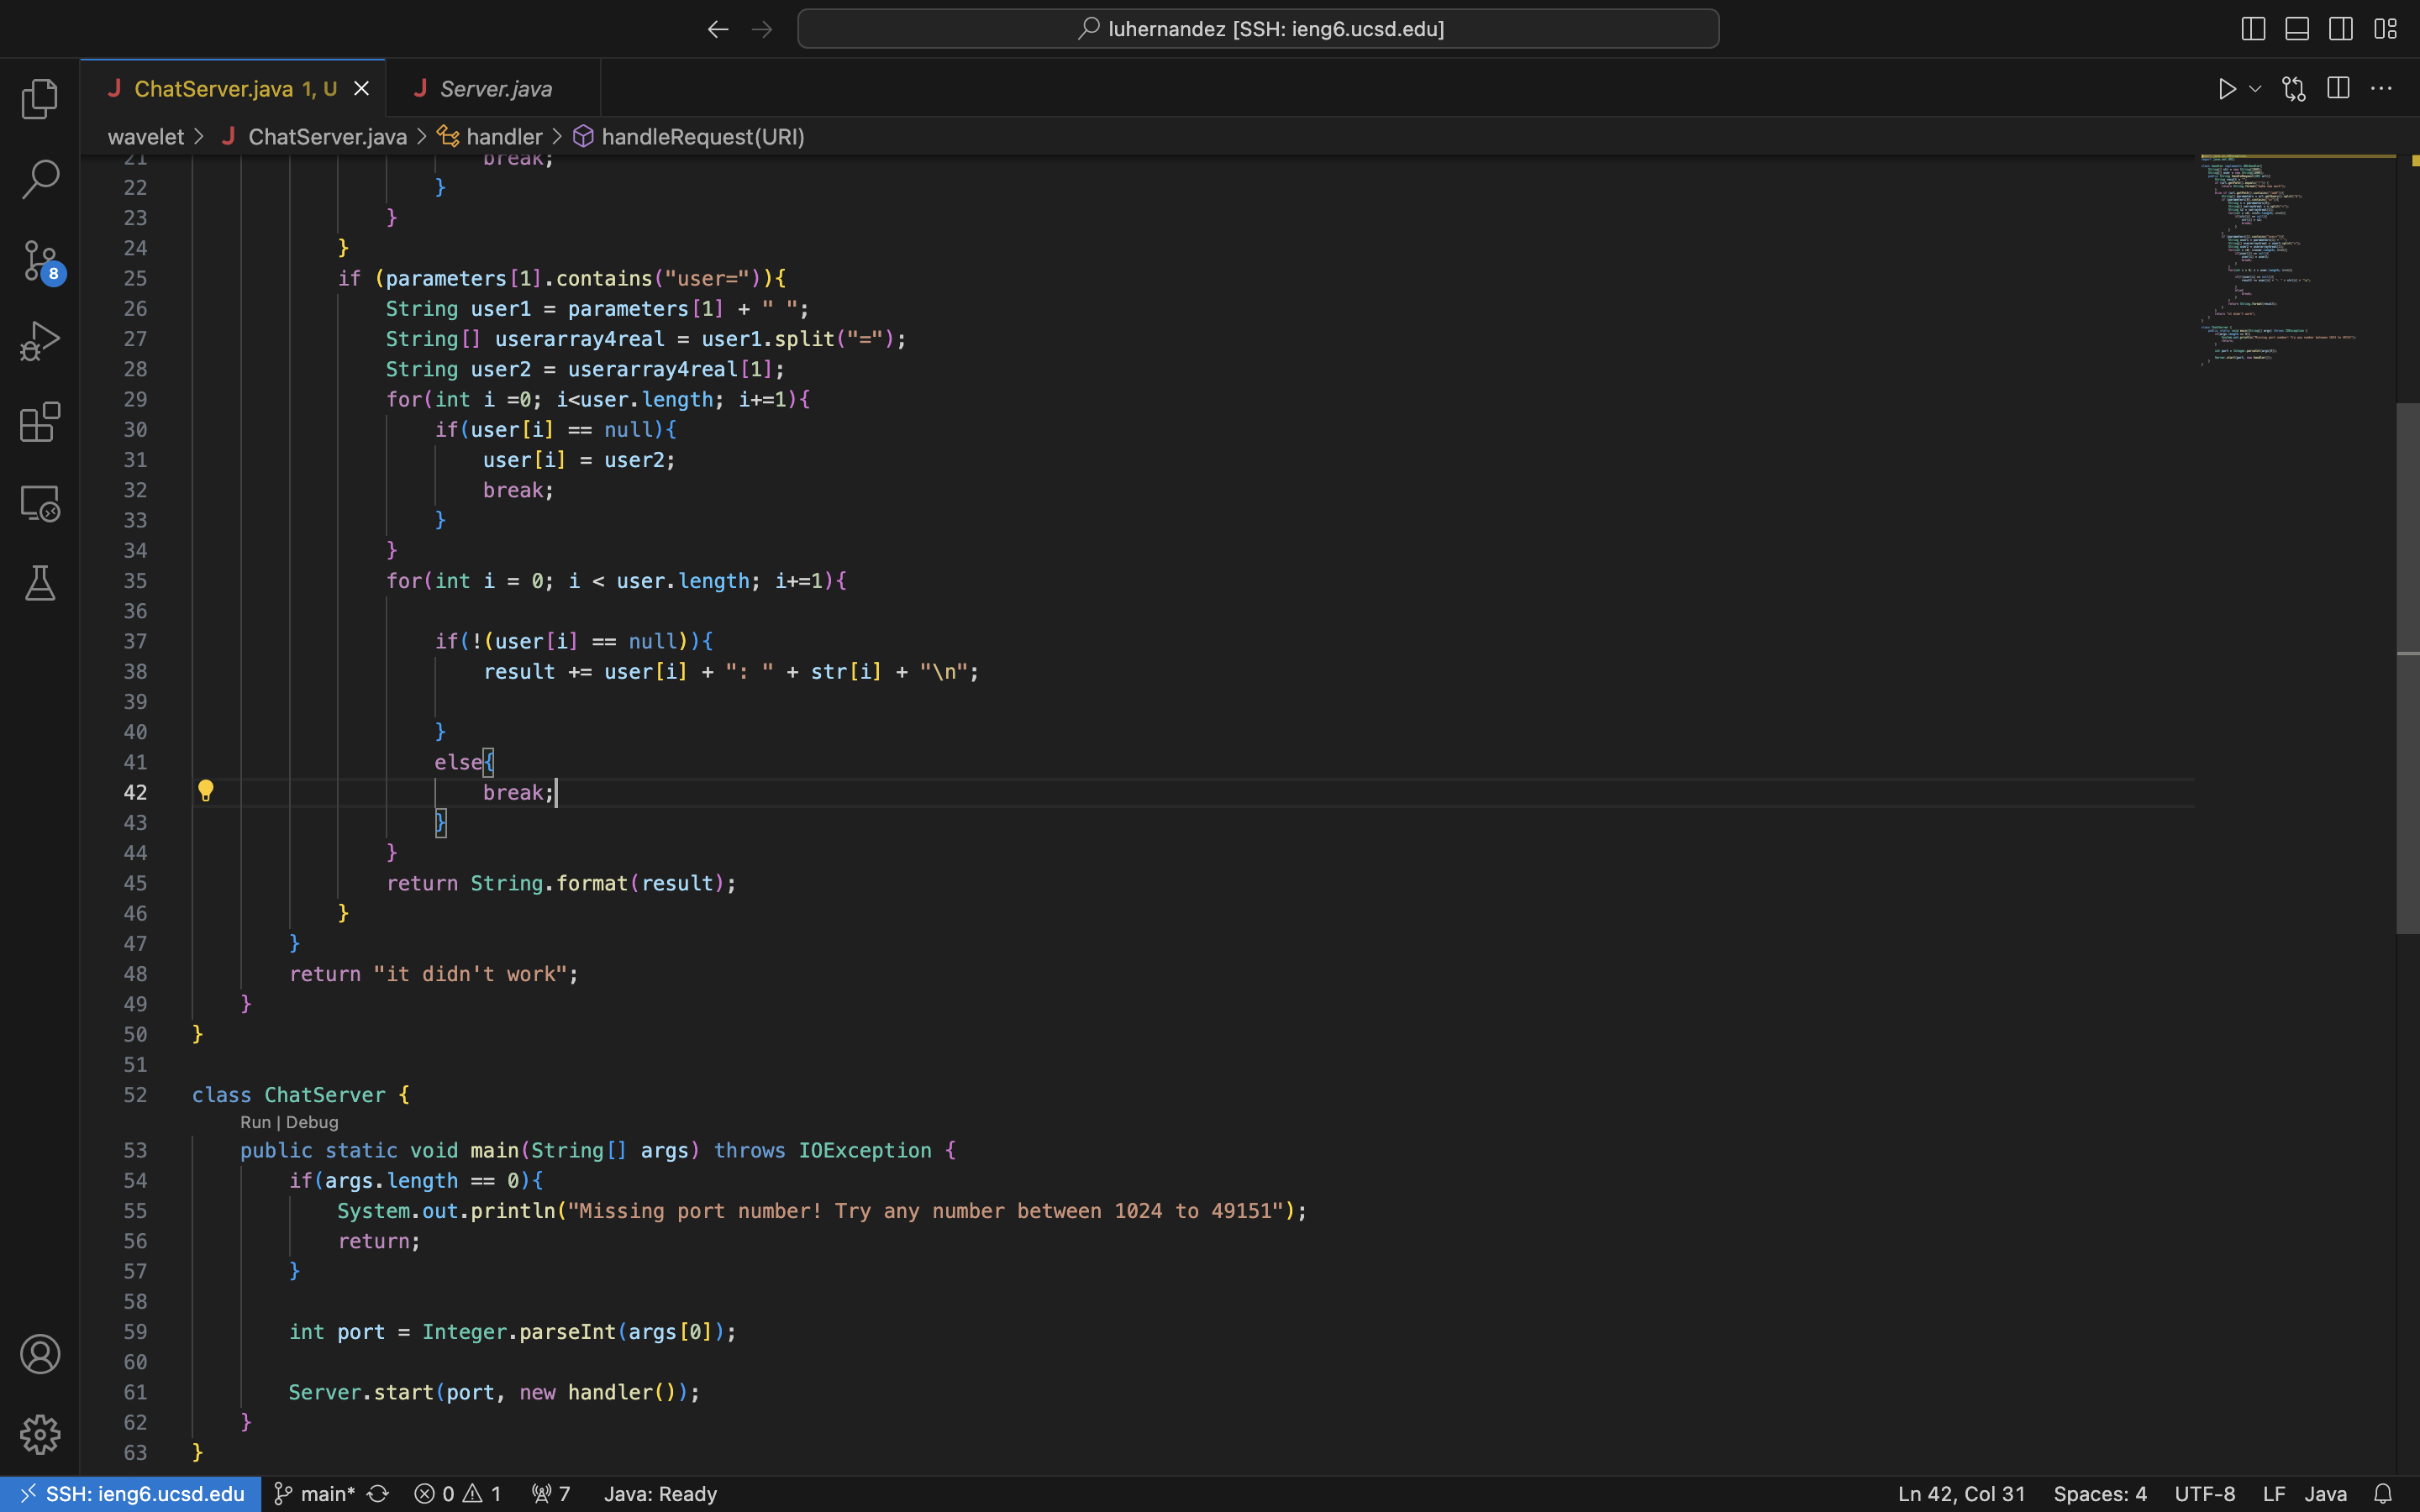 luhernandez [SSH: ieng6.ucsd.edu]
J ChatServer.java 1, U
J Server.java
wavelet > J ChatServer.java > handler > handleRequest(URI)
8
21 break;
22 }
23 }
24 }
25 if (parameters[1].contains("user=")){
26 String user1 = parameters[1] + " ";
27 String[] userarray4real = user1.split("=");
28 String user2 = userarray4real[1];
29 for(int i =0; i<user.length; i+=1){
30 if(user[i] == null){
31 user[i] = user2;
32 break;
33 }
34 }
35 for(int i = 0; i < user.length; i+=1){
36
37 if(!(user[i] == null)){
38 result += user[i] + ": " + str[i] + "\n";
39
40 }
41 else{
42 break;
43 }
44 }
45 return String.format(result);
46 }
47 }
48 return "it didn't work";
49 }
50 }
51
52 class ChatServer {
Run | Debug
53 public static void main(String[] args) throws IOException {
54 if(args.length == 0){
55 System.out.println("Missing port number! Try any number between 1024 to 49151");
56 return;
57 }
58
59 int port = Integer.parseInt(args[0]);
60
61 Server.start(port, new handler());
62 }
63 }
SSH: ieng6.ucsd.edu main* 0 1 7 Java: Ready Ln 42, Col 31 Spaces: 4 UTF-8 LF Java